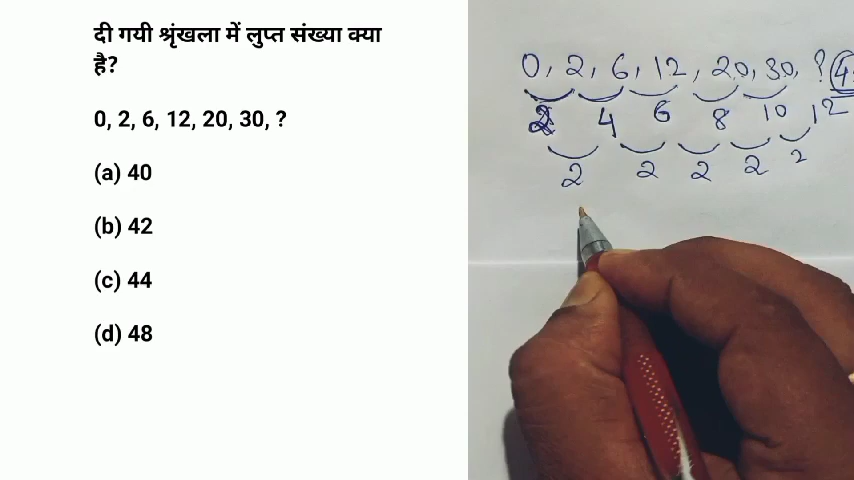 दी गयी श्रृंखला में लुप्त संख्या क्या
है?
0, 2, 6, 12, 20, 30, ?
(a) 40
(b) 42
(c) 44
(d) 48
0, 2, 6, 12, 20, 30, ?
2 4 6 8 10 12
2 2 2 2 2